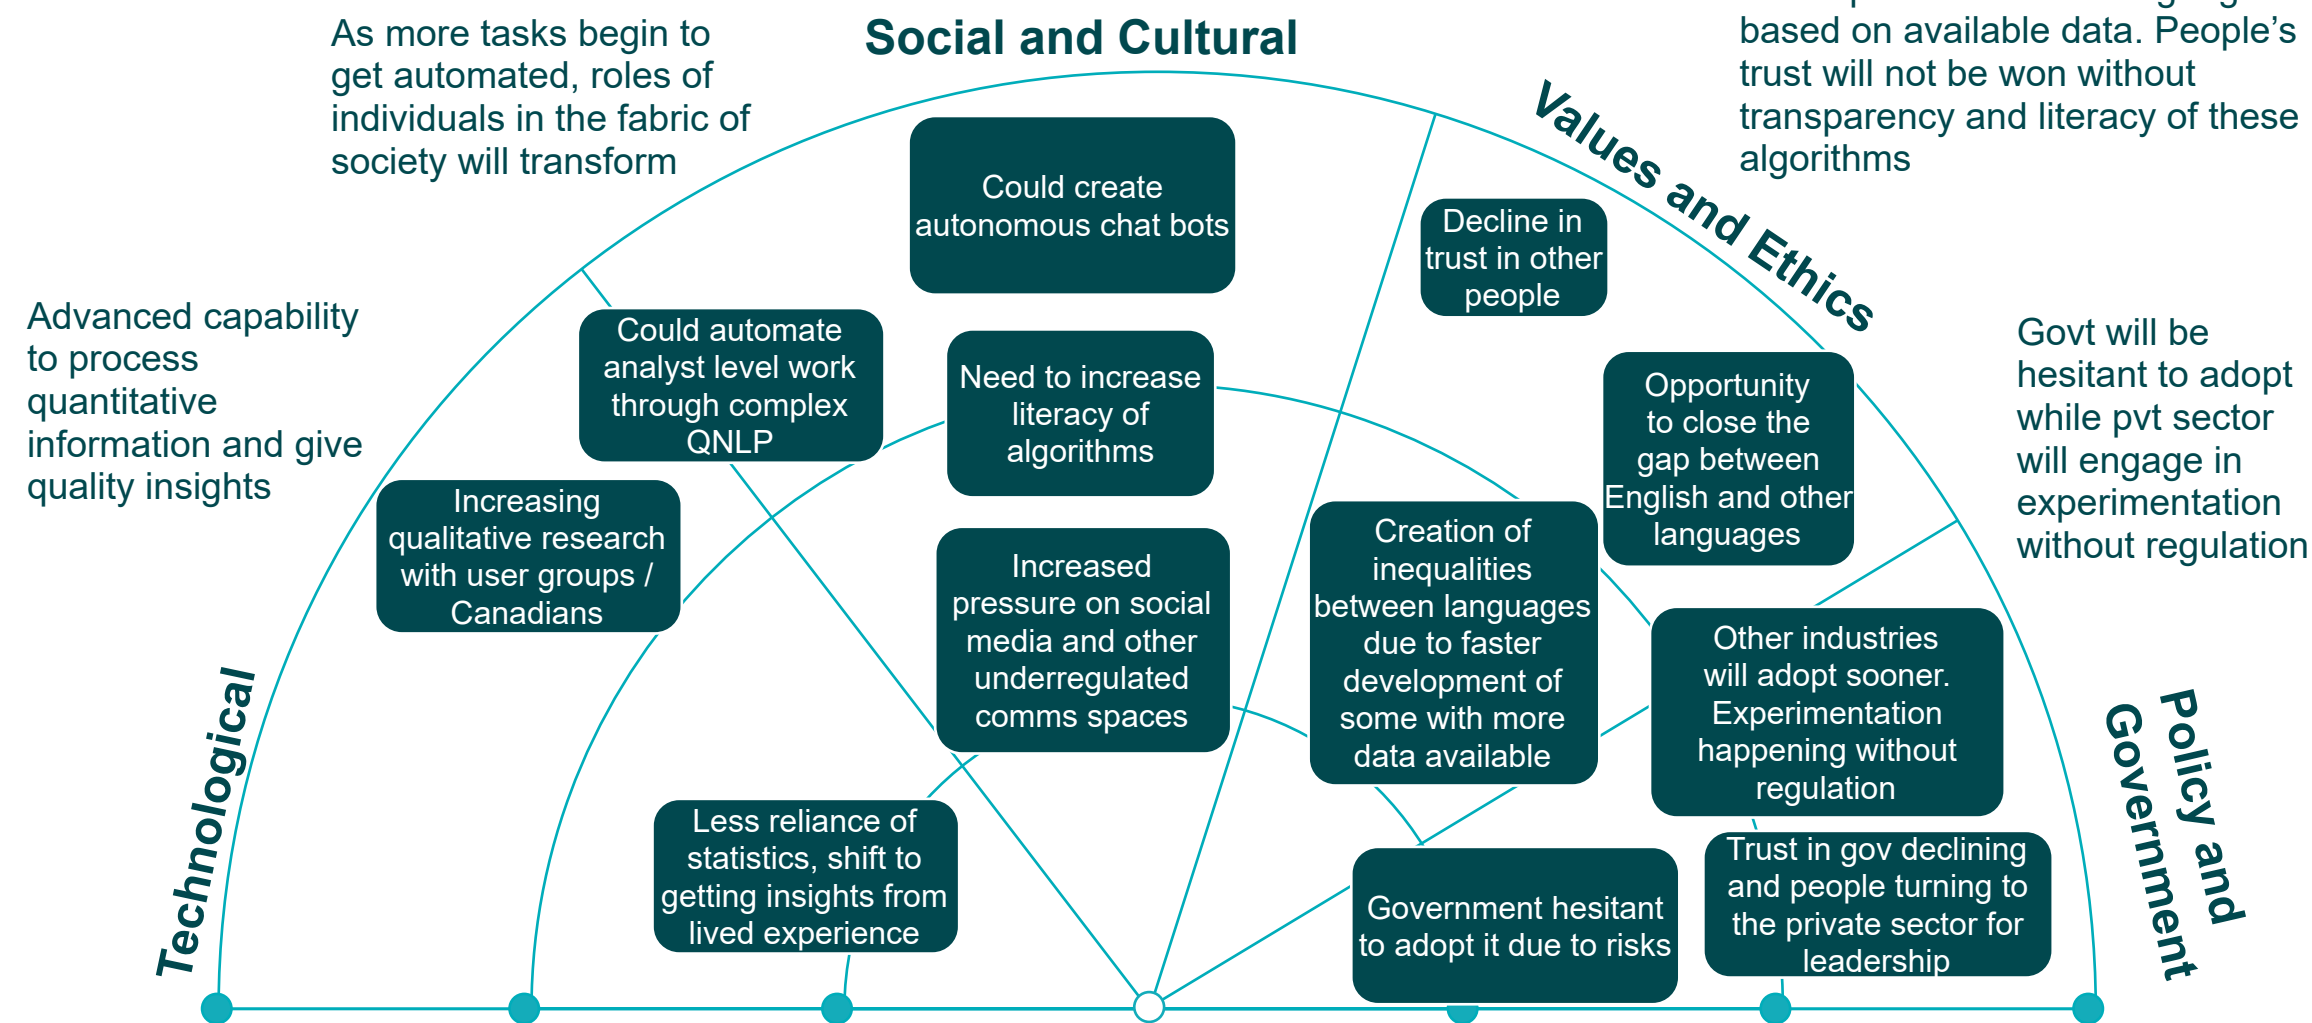 As more tasks begin to
get automated, roles of
individuals in the fabric of
society will transform
Social and Cultural
based on available data. People’s
trust will not be won without
transparency and literacy of these
algorithms
Values and Ethics
Could create
autonomous chat bots
Decline in
trust in other
people
Advanced capability
to process
quantitative
information and give
quality insights
Could automate
analyst level work
through complex
QNLP
Need to increase
literacy of
algorithms
Opportunity
to close the
gap between
English and other
languages
Govt will be
hesitant to adopt
while pvt sector
will engage in
experimentation
without regulation
Increasing
qualitative research
with user groups /
Canadians
Increased
pressure on social
media and other
underregulated
comms spaces
Creation of
inequalities
between languages
due to faster
development of
some with more
data available
Other industries
will adopt sooner.
Experimentation
happening without
regulation
Technological
Policy and
Government
Less reliance of
statistics, shift to
getting insights from
lived experience
Government hesitant
to adopt it due to risks
Trust in gov declining
and people turning to
the private sector for
leadership